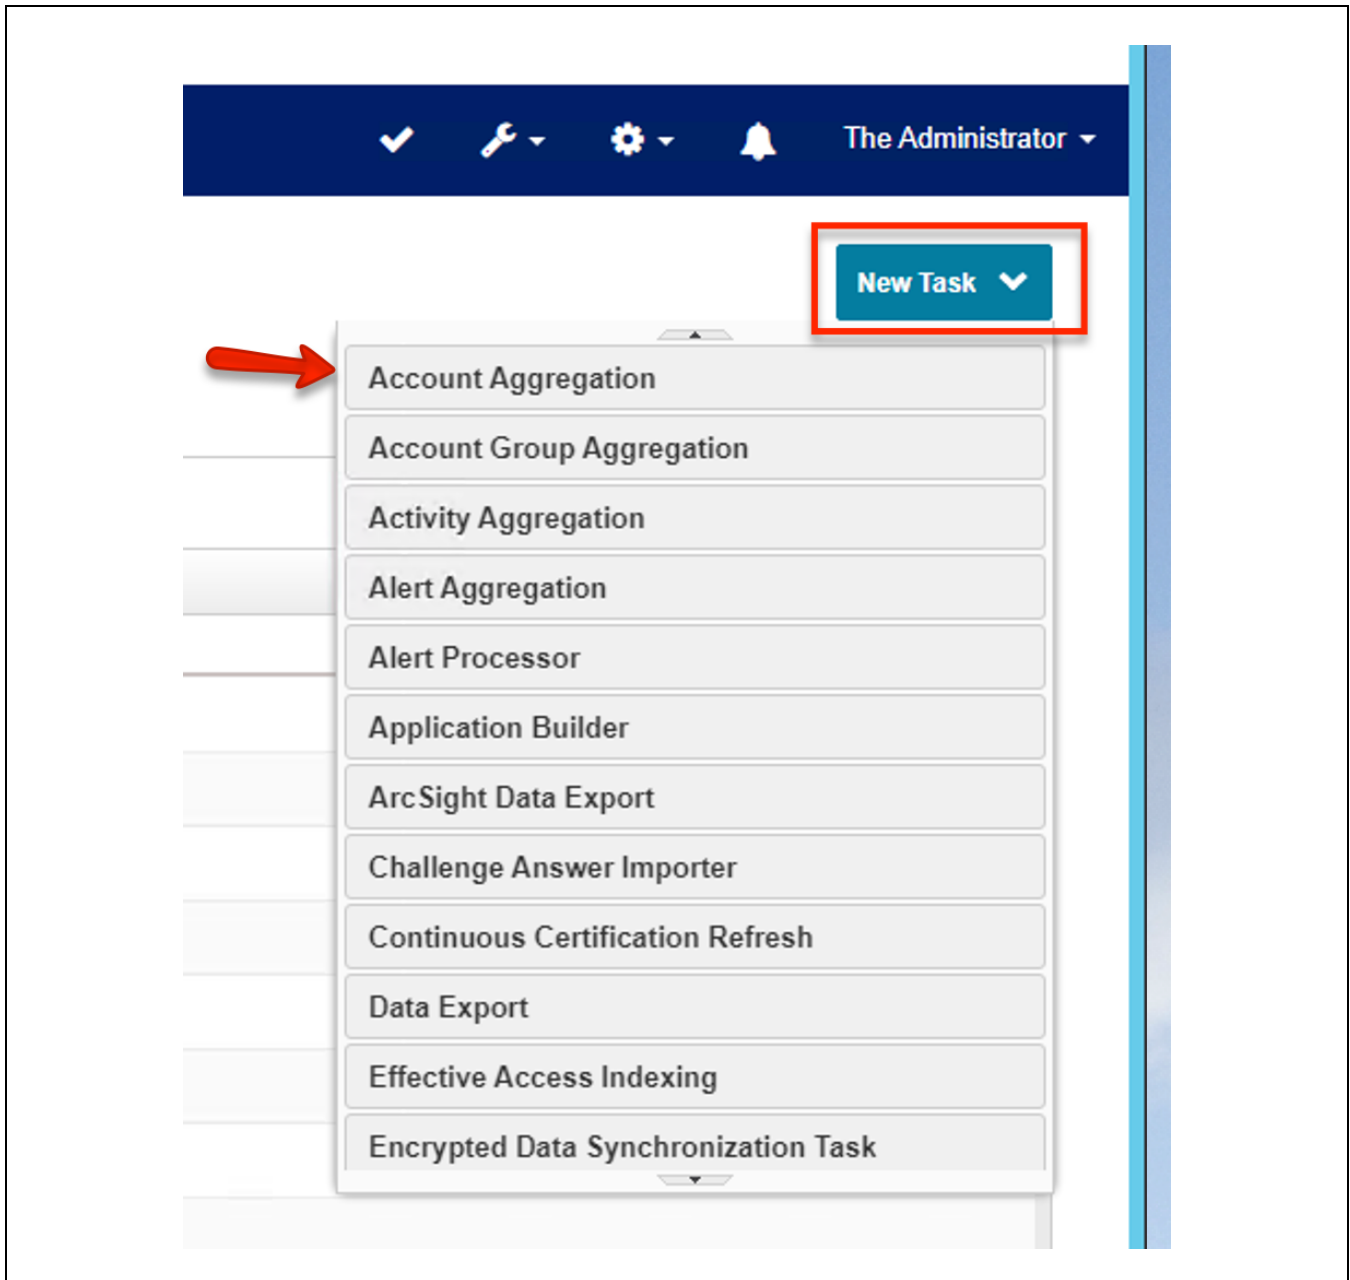 The Administrator
New Task
Account Aggregation
Account Group Aggregation
Activity Aggregation
Alert Aggregation
Alert Processor
Application Builder
ArcSight Data Export
Challenge Answer Importer
Continuous Certification Refresh
Data Export
Effective Access Indexing
Encrypted Data Synchronization Task